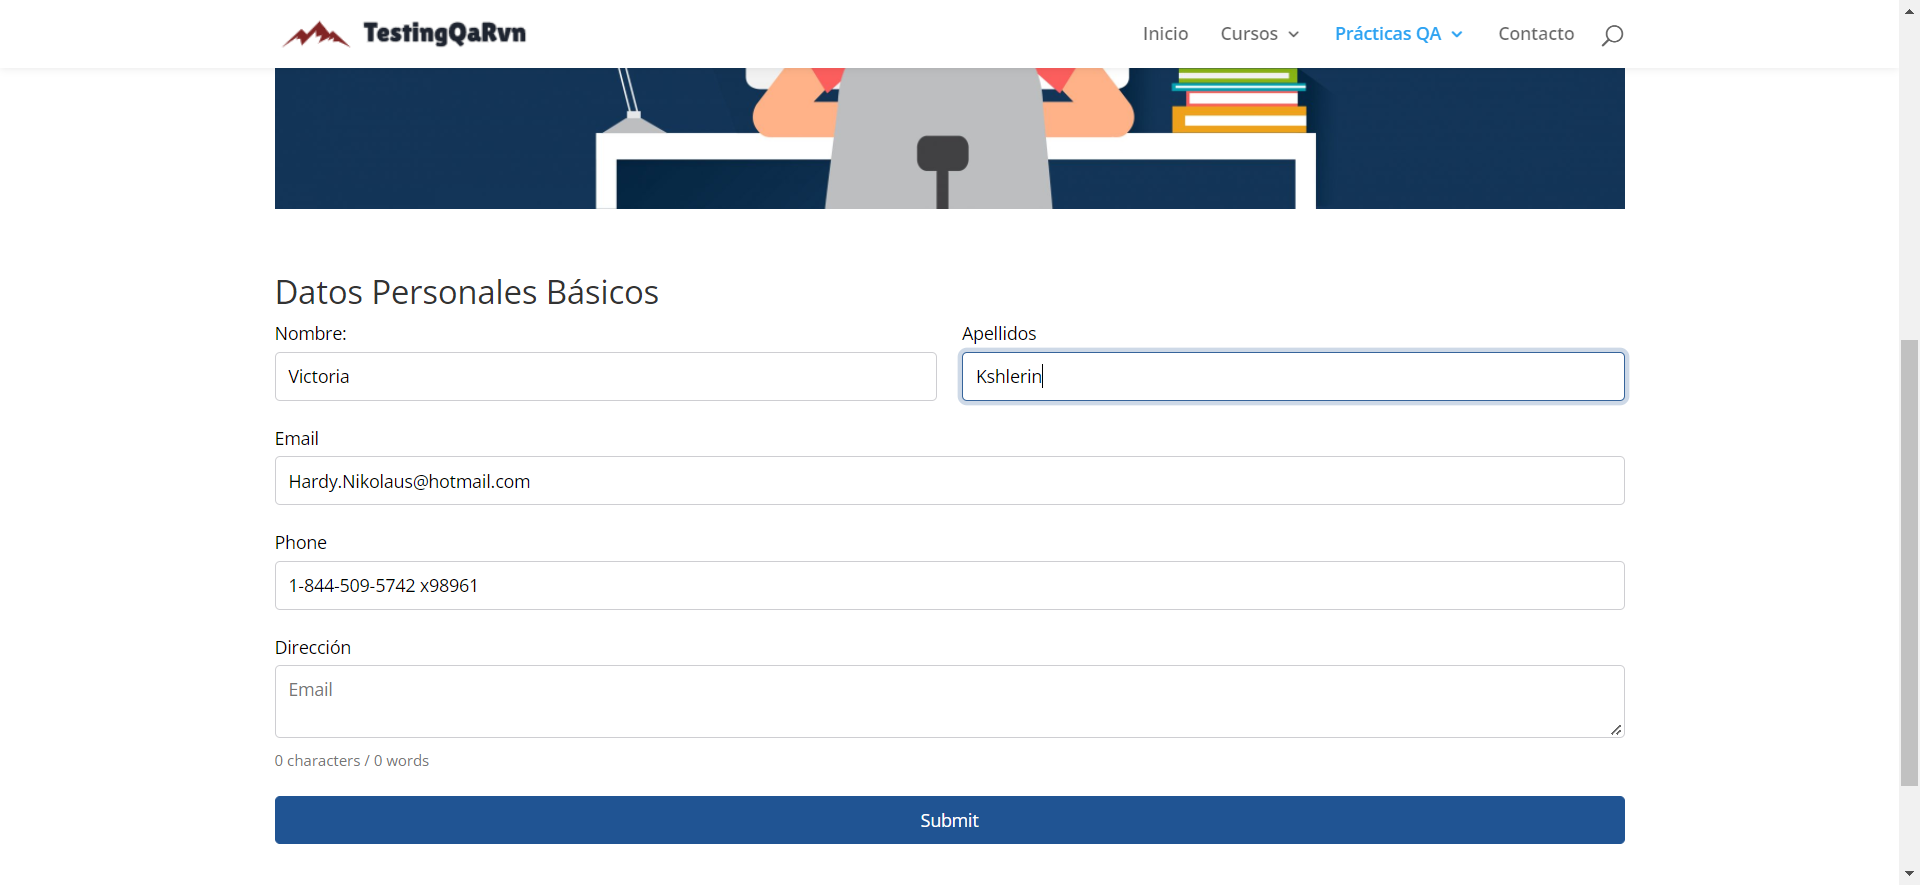 TestingQaRvn
Inicio Cursos Prácticas QA Contacto
Datos Personales Básicos
Nombre: Apellidos
Victoria Kshlerin
Email
Hardy.Nikolaus@hotmail.com
Phone
1-844-509-5742 x98961
Dirección
Email
0 characters / 0 words
Submit